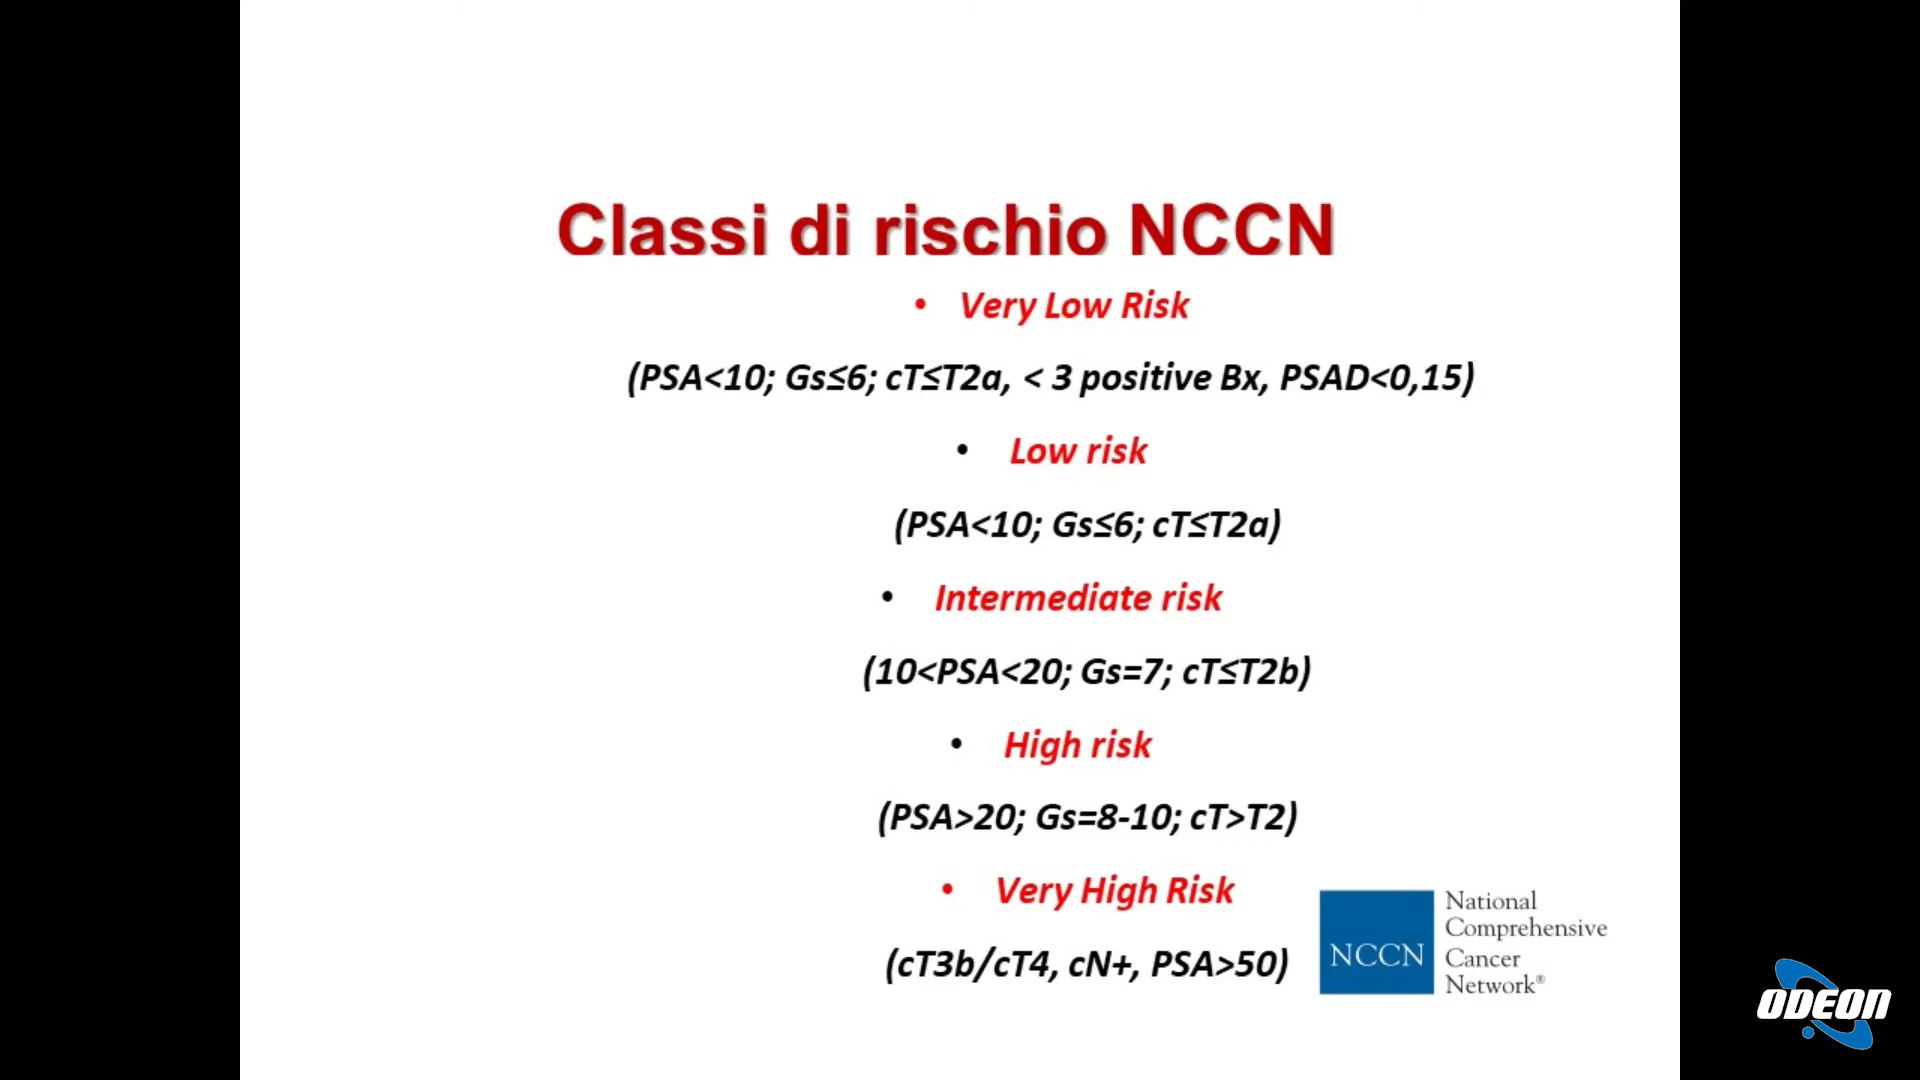 Classi di rischio NCCN
• Very Low Risk
(PSA<10; Gs≤6; cT≤T2a, < 3 positive Bx, PSAD<0,15)
• Low risk
(PSA<10; Gs≤6; cT≤T2a)
• Intermediate risk
(10<PSA<20; Gs=7; cT≤T2b)
• High risk
(PSA>20; Gs=8-10; cT>T2)
• Very High Risk
(cT3b/cT4, cN+, PSA>50)
NCCN
National
Comprehensive
Cancer
Network®
ODEON